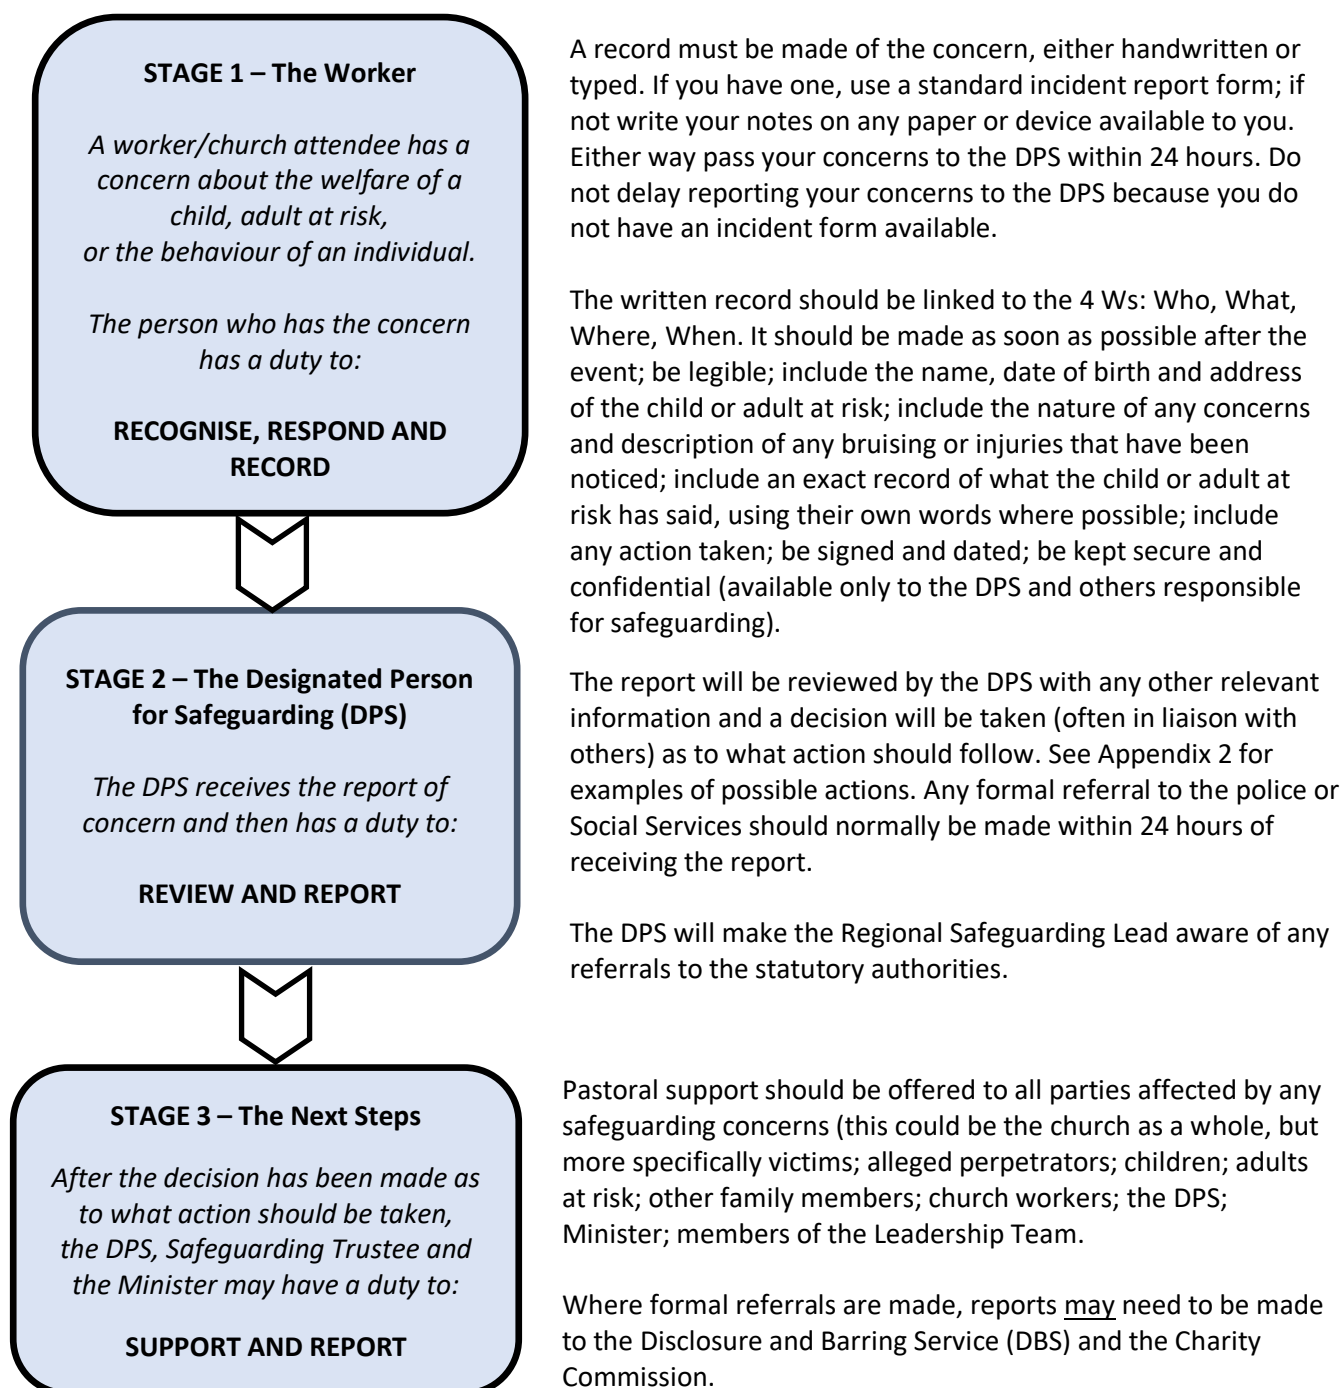 STAGE 1 – The Worker
A worker/church attendee has a
concern about the welfare of a
child, adult at risk,
or the behaviour of an individual.
The person who has the concern
has a duty to:
RECOGNISE, RESPOND AND
RECORD
A record must be made of the concern, either handwritten or
typed. If you have one, use a standard incident report form; if
not write your notes on any paper or device available to you.
Either way pass your concerns to the DPS within 24 hours. Do
not delay reporting your concerns to the DPS because you do
not have an incident form available.
The written record should be linked to the 4 Ws: Who, What,
Where, When. It should be made as soon as possible after the
event; be legible; include the name, date of birth and address
of the child or adult at risk; include the nature of any concerns
and description of any bruising or injuries that have been
noticed; include an exact record of what the child or adult at
risk has said, using their own words where possible; include
any action taken; be signed and dated; be kept secure and
confidential (available only to the DPS and others responsible
for safeguarding).
STAGE 2 – The Designated Person
for Safeguarding (DPS)
The DPS receives the report of
concern and then has a duty to:
REVIEW AND REPORT
The report will be reviewed by the DPS with any other relevant
information and a decision will be taken (often in liaison with
others) as to what action should follow. See Appendix 2 for
examples of possible actions. Any formal referral to the police or
Social Services should normally be made within 24 hours of
receiving the report.
The DPS will make the Regional Safeguarding Lead aware of any
referrals to the statutory authorities.
STAGE 3 – The Next Steps
After the decision has been made as
to what action should be taken,
the DPS, Safeguarding Trustee and
the Minister may have a duty to:
SUPPORT AND REPORT
Pastoral support should be offered to all parties affected by any
safeguarding concerns (this could be the church as a whole, but
more specifically victims; alleged perpetrators; children; adults
at risk; other family members; church workers; the DPS;
Minister; members of the Leadership Team.
Where formal referrals are made, reports may need to be made
to the Disclosure and Barring Service (DBS) and the Charity
Commission.